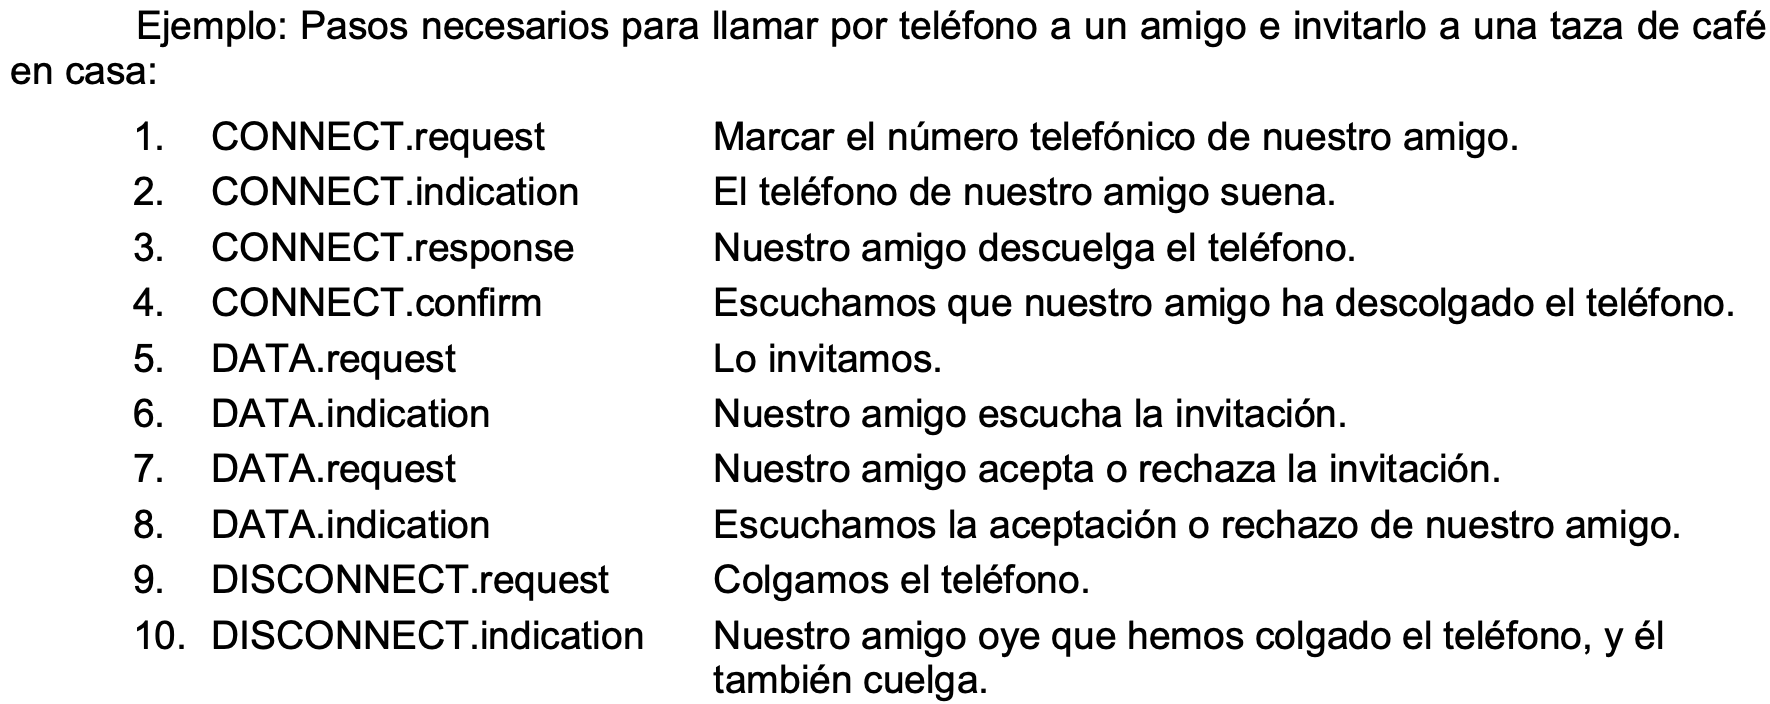 Ejemplo: Pasos necesarios para llamar por teléfono a un amigo e invitarlo a una taza de café
en casa:
1. CONNECT.request Marcar el número telefónico de nuestro amigo.
2. CONNECT.indication El teléfono de nuestro amigo suena.
3. CONNECT.response Nuestro amigo descuelga el teléfono.
4. CONNECT.confirm Escuchamos que nuestro amigo ha descolgado el teléfono.
5. DATA.request Lo invitamos.
6. DATA.indication Nuestro amigo escucha la invitación.
7. DATA.request Nuestro amigo acepta o rechaza la invitación.
8. DATA.indication Escuchamos la aceptación o rechazo de nuestro amigo.
9. DISCONNECT.request Colgamos el teléfono.
10. DISCONNECT.indication Nuestro amigo oye que hemos colgado el teléfono, y él
también cuelga.